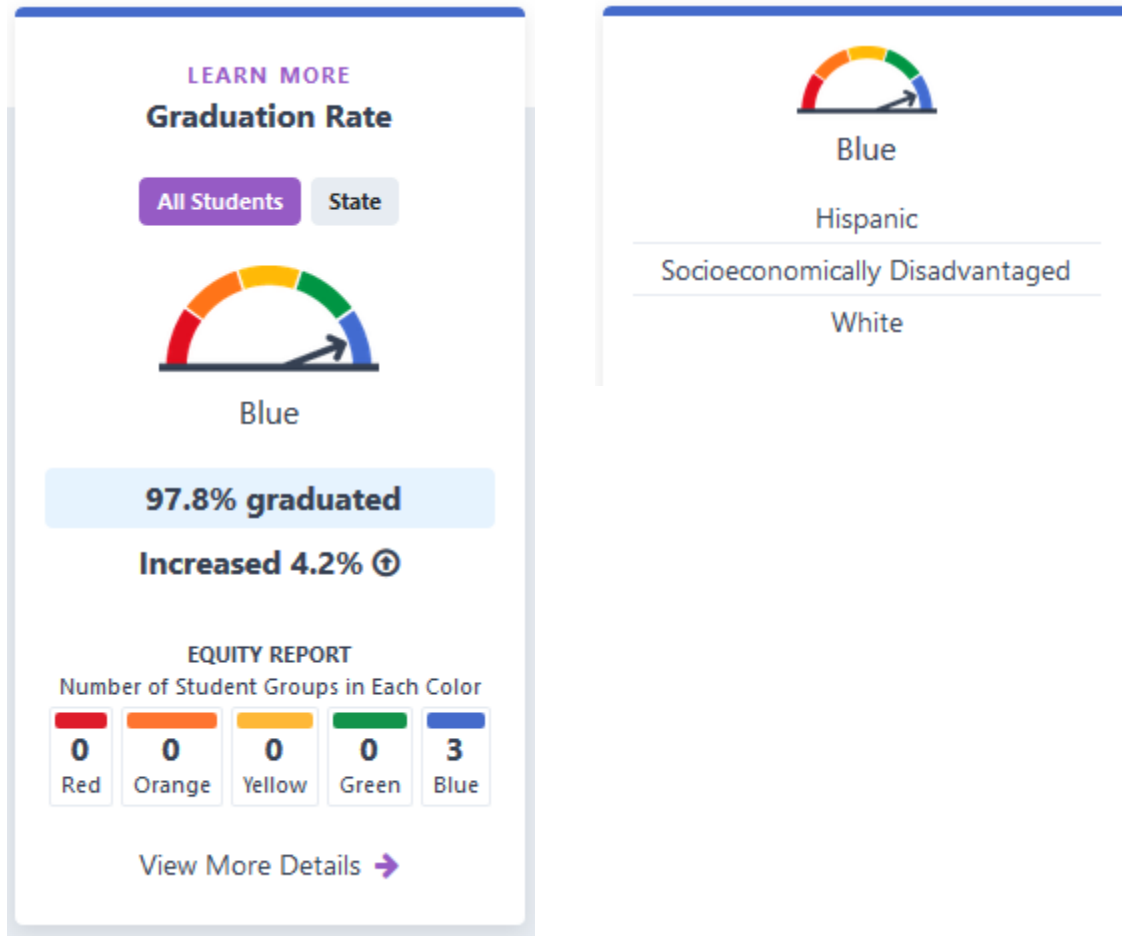 LEARN MORE
Graduation Rate
All Students State
Blue
97.8% graduated
Increased 4.2%
EQUITY REPORT
Number of Student Groups in Each Color
0 0 0 0 3
Red Orange Yellow Green Blue
View More Details
Blue
Hispanic
Socioeconomically Disadvantaged
White